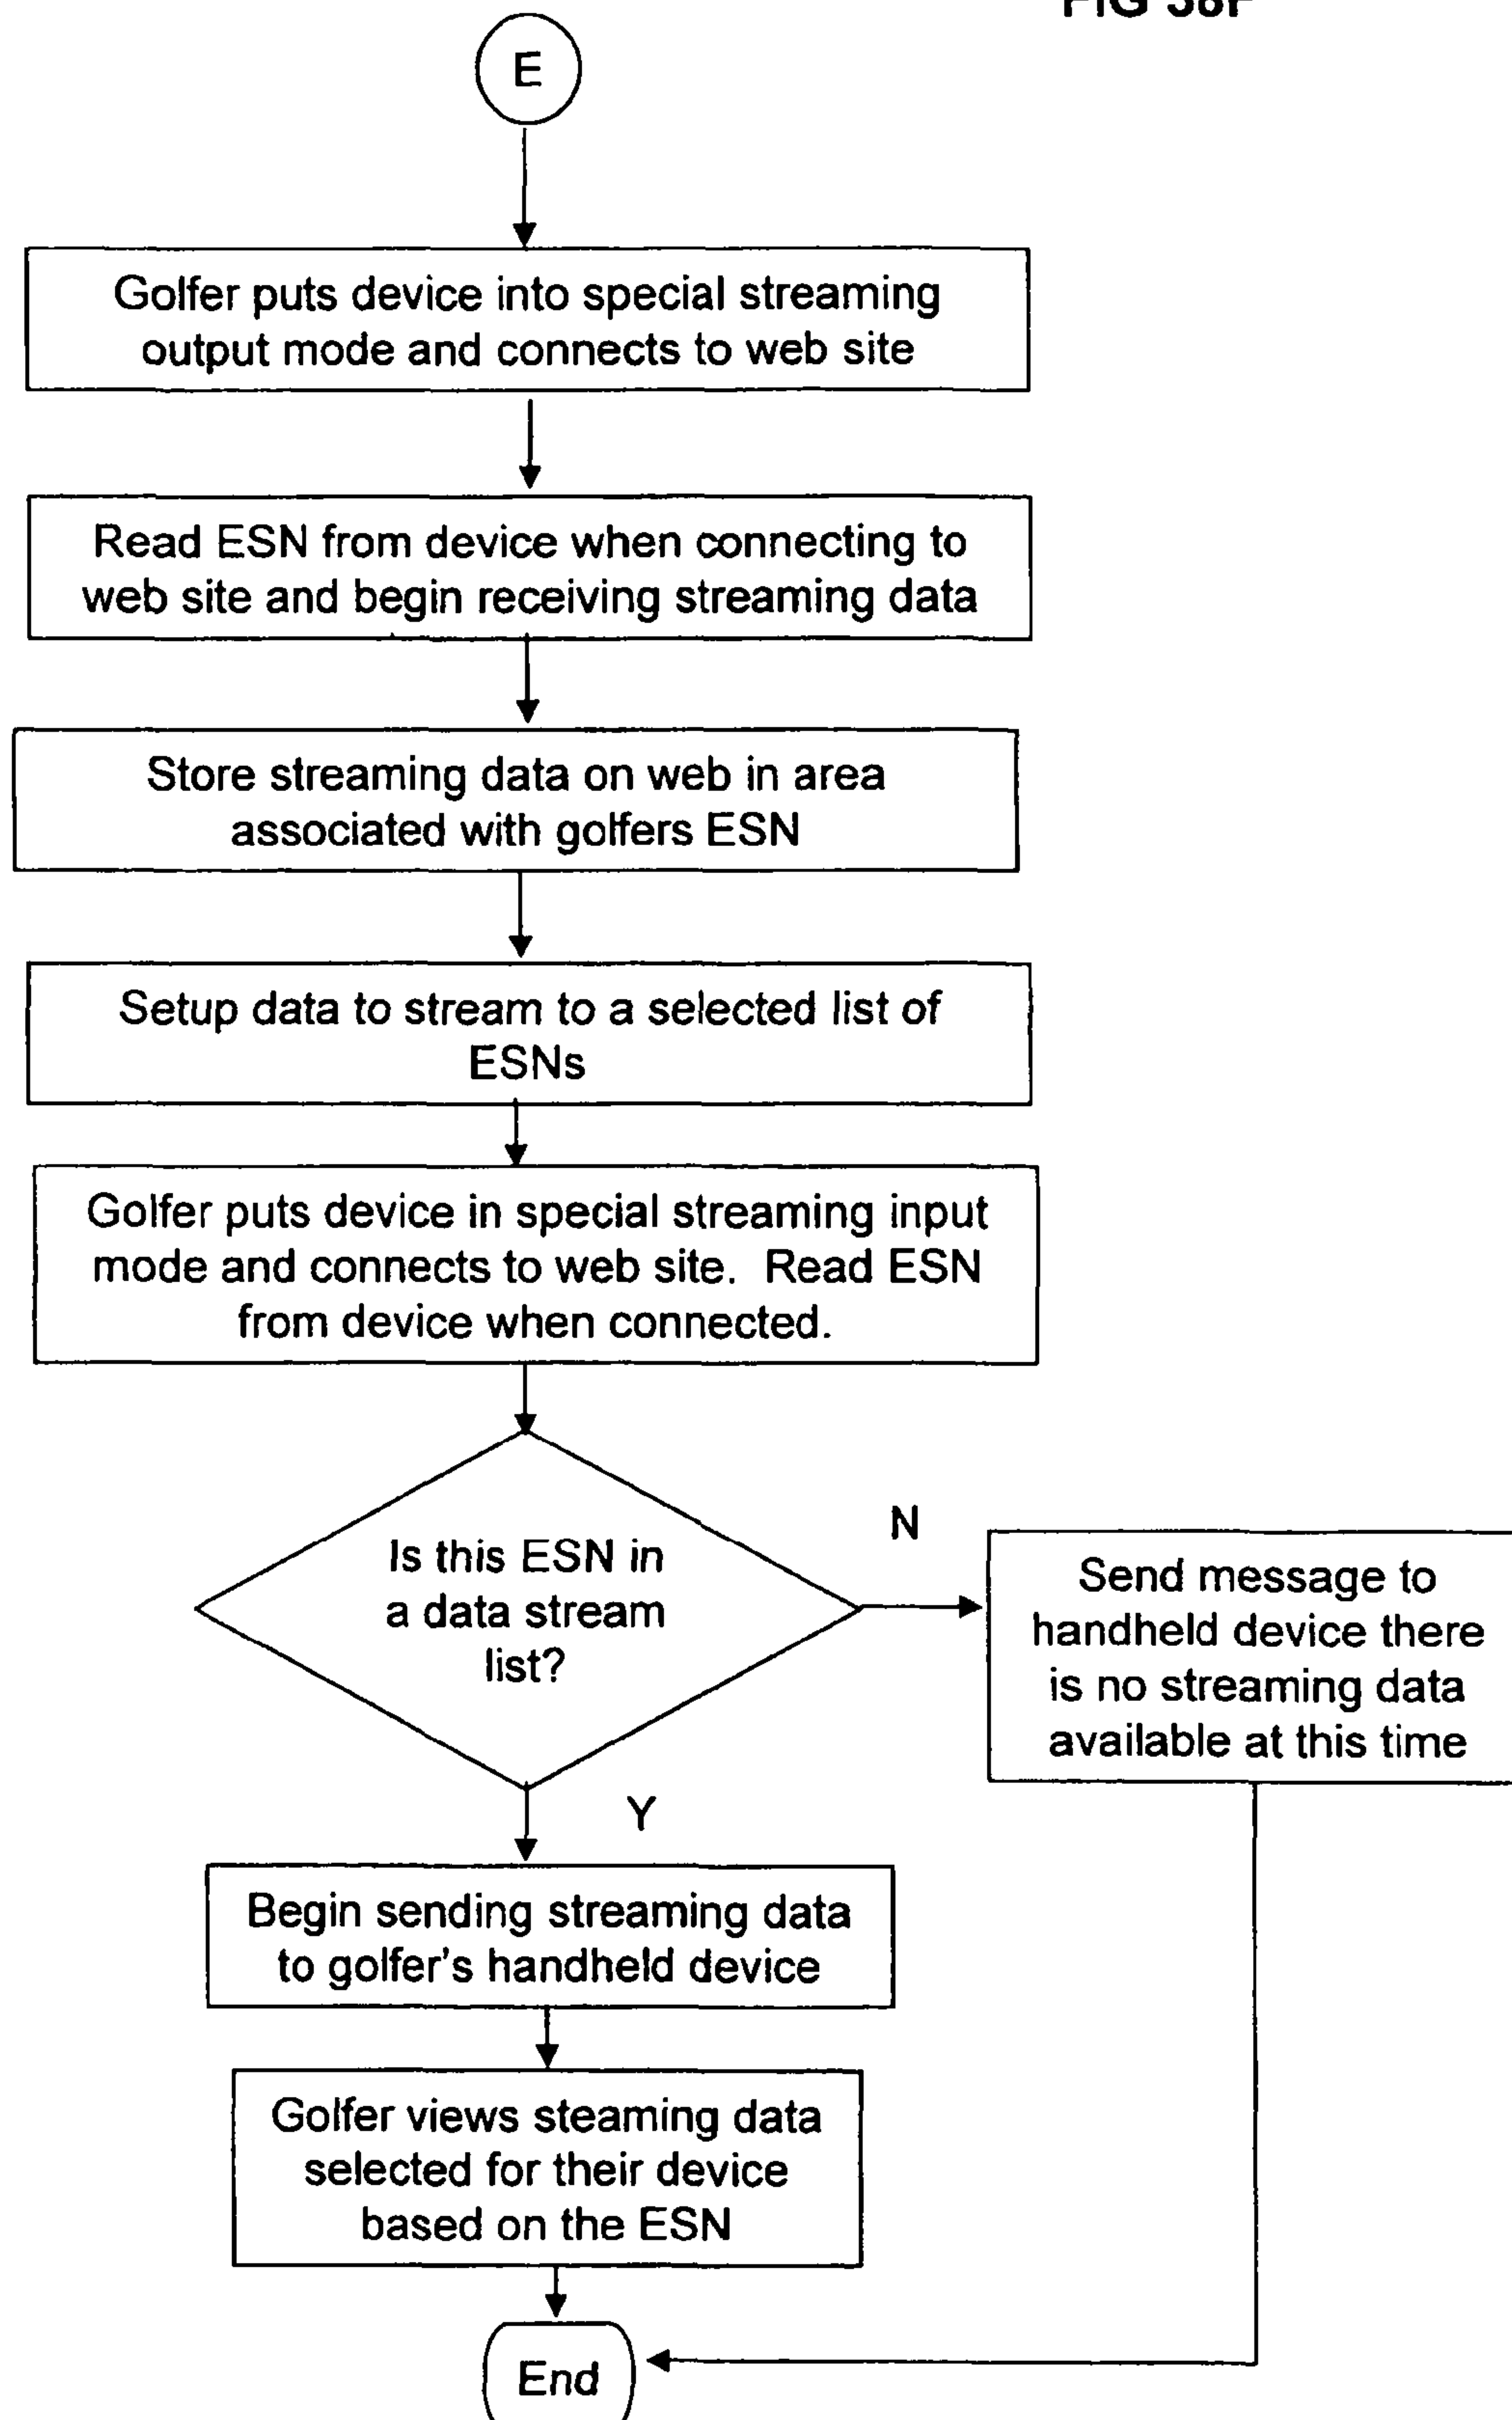 FIG 38F
E
Golfer puts device into special streaming
output mode and connects to web site
Read ESN from device when connecting to
web site and begin receiving streaming data
Store streaming data on web in area
associated with golfers ESN
Setup data to stream to a selected list of
ESNs
Golfer puts device in special streaming input
mode and connects to web site. Read ESN
from device when connected.
Is this ESN in
a data stream
list?
N
Send message to
handheld device there
is no streaming data
available at this time
Y
Begin sending streaming data
to golfer's handheld device
Golfer views steaming data
selected for their device
based on the ESN
End